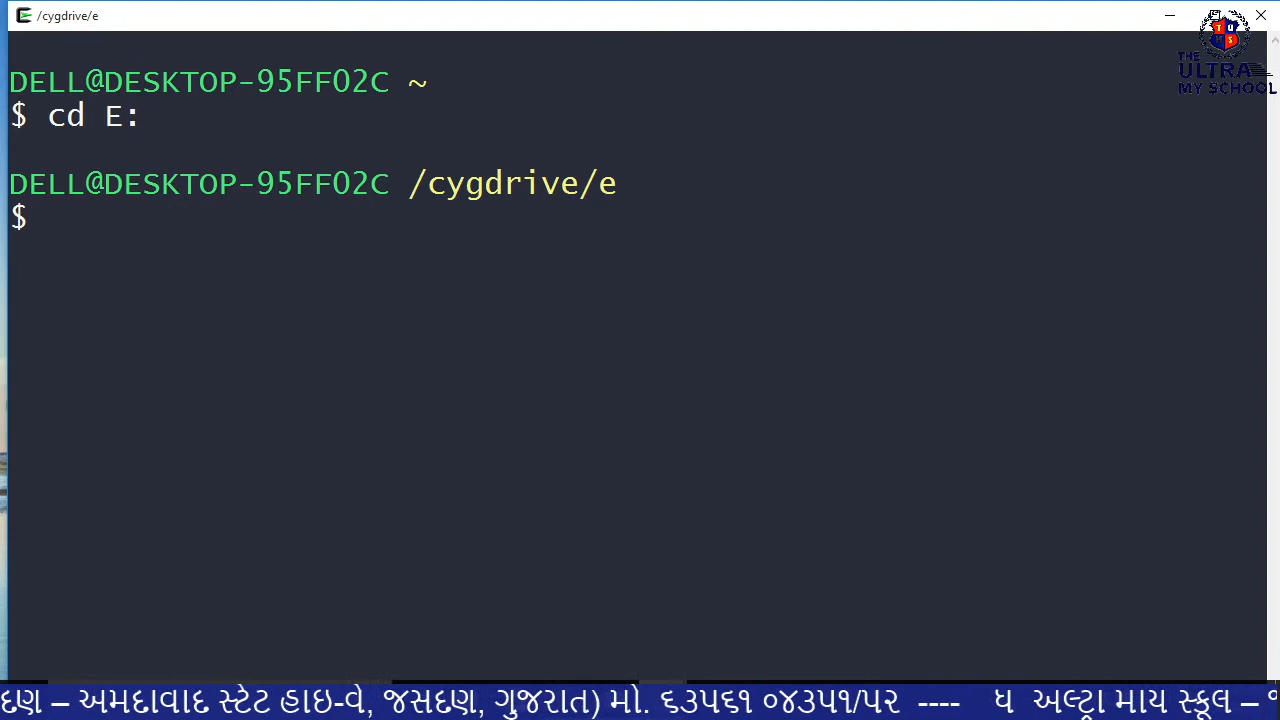 /cygdrive/e
THE
ULTRA
MY SCHOOL
DELL@DESKTOP-95FF02C ~
$ cd E:
DELL@DESKTOP-95FF02C /cygdrive/e
$
દણ – અમદાવાદ સ્ટેટ હાઇ-વે, જસદણ, ગુજરાત) મો. ૬૩૫૬૧ ૦૪૩૫૧/૫૨ ---- ધ અલ્ટ્રા માય સ્કુલ –